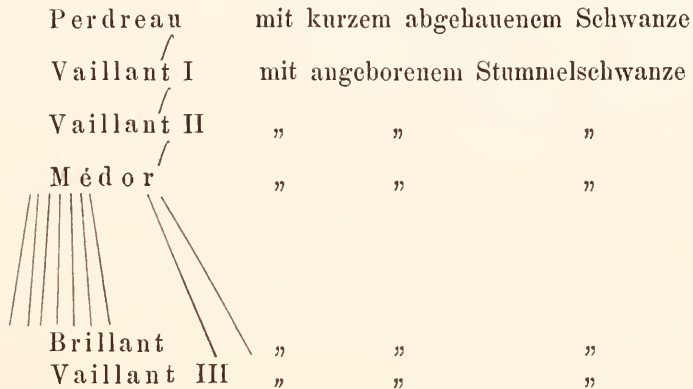 Perdreau mit kurzem abgehauenem Schwanze
Vaillant I mit angeborenem Stummelschwanze
Vaillant II „ „ „
Médor „ „ „
Brillant „ „ „
Vaillant III „ „ „